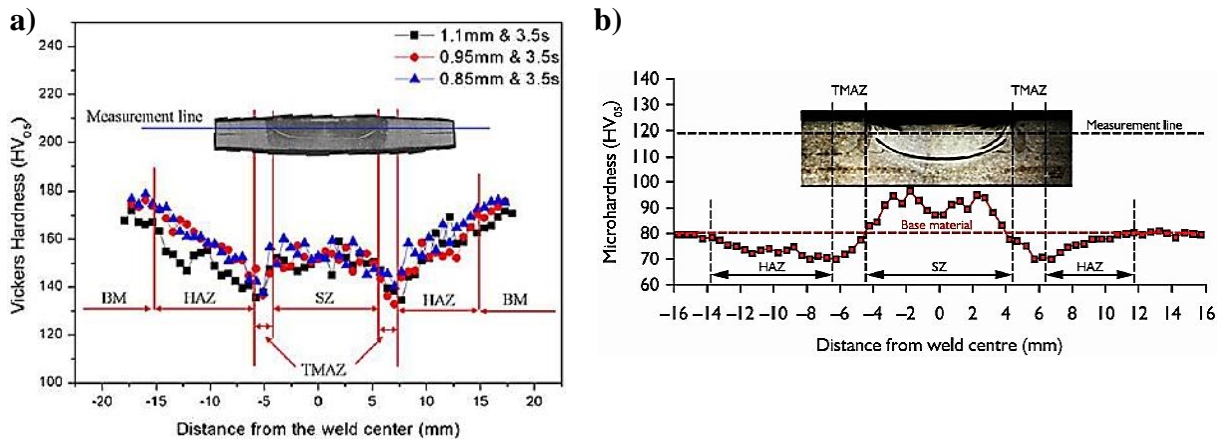 a)
Vickers Hardness (HV0.5)
240
220
200
180
160
140
120
100
1.1mm & 3.5s
0.95mm & 3.5s
0.85mm & 3.5s
Measurement line
BM HAZ SZ HAZ BM
TMAZ
-20 -15 -10 -5 0 5 10 15 20
Distance from the weld center (mm)
b)
Microhardness (HV05)
140
130
120
110
100
90
80
70
60
TMAZ TMAZ
Measurement line
Base material
HAZ SZ HAZ
−16 −14 −12 −10 −8 −6 −4 −2 0 2 4 6 8 10 12 14 16
Distance from weld centre (mm)